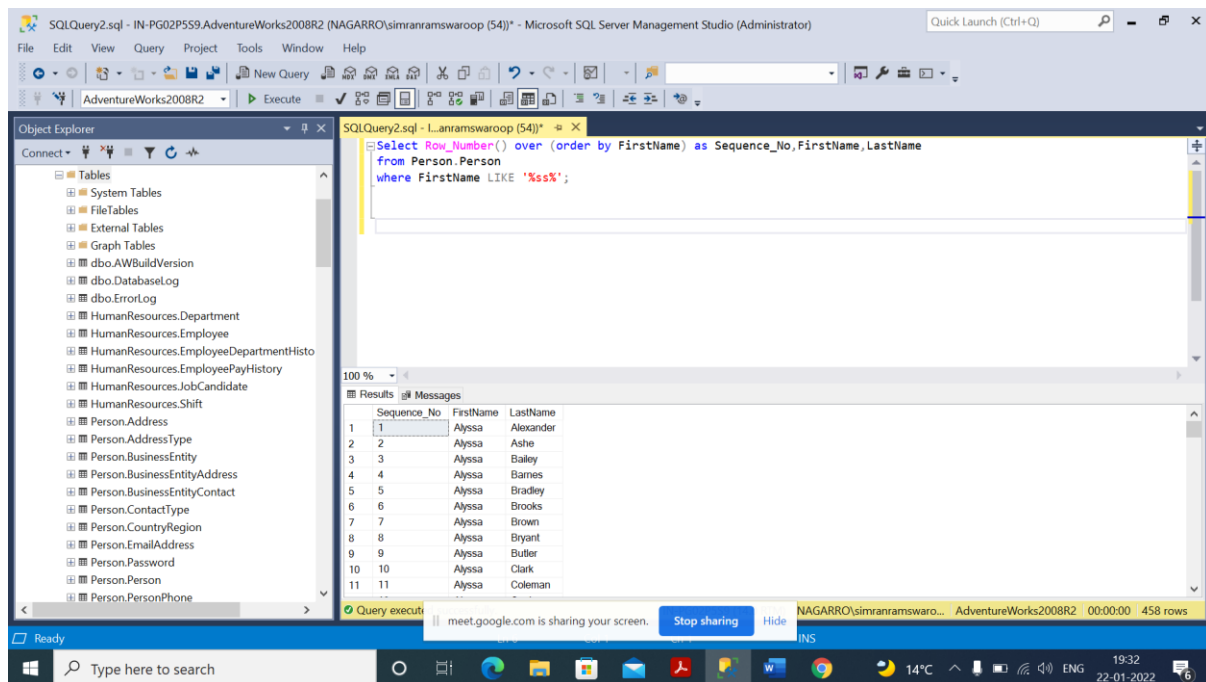 SQLQuery2.sql - IN-PG02P5S9.AdventureWorks2008R2 (NAGARRO\simranramswaroop (54))* - Microsoft SQL Server Management Studio (Administrator)
Quick Launch (Ctrl+Q)
File Edit View Query Project Tools Window Help
New Query
AdventureWorks2008R2 Execute
Object Explorer
SQLQuery2.sql - I...anramswaroop (54))*
Connect
Tables
System Tables
FileTables
External Tables
Graph Tables
dbo.AWBuildVersion
dbo.DatabaseLog
dbo.ErrorLog
HumanResources.Department
HumanResources.Employee
HumanResources.EmployeeDepartmentHisto
HumanResources.EmployeePayHistory
HumanResources.JobCandidate
HumanResources.Shift
Person.Address
Person.AddressType
Person.BusinessEntity
Person.BusinessEntityAddress
Person.BusinessEntityContact
Person.ContactType
Person.CountryRegion
Person.EmailAddress
Person.Password
Person.Person
Person.PersonPhone
Select Row_Number() over (order by FirstName) as Sequence_No,FirstName,LastName
from Person.Person
where FirstName LIKE '%ss%';
100 %
Results Messages
Sequence_No FirstName LastName
1 1 Alyssa Alexander
2 2 Alyssa Ashe
3 3 Alyssa Bailey
4 4 Alyssa Barnes
5 5 Alyssa Bradley
6 6 Alyssa Brooks
7 7 Alyssa Brown
8 8 Alyssa Bryant
9 9 Alyssa Butler
10 10 Alyssa Clark
11 11 Alyssa Coleman
Query execute
NAGARRO\simranramswaro... AdventureWorks2008R2 00:00:00 458 rows
meet.google.com is sharing your screen. Stop sharing Hide
Ready
INS
Type here to search
14°C ENG
19:32
22-01-2022
6